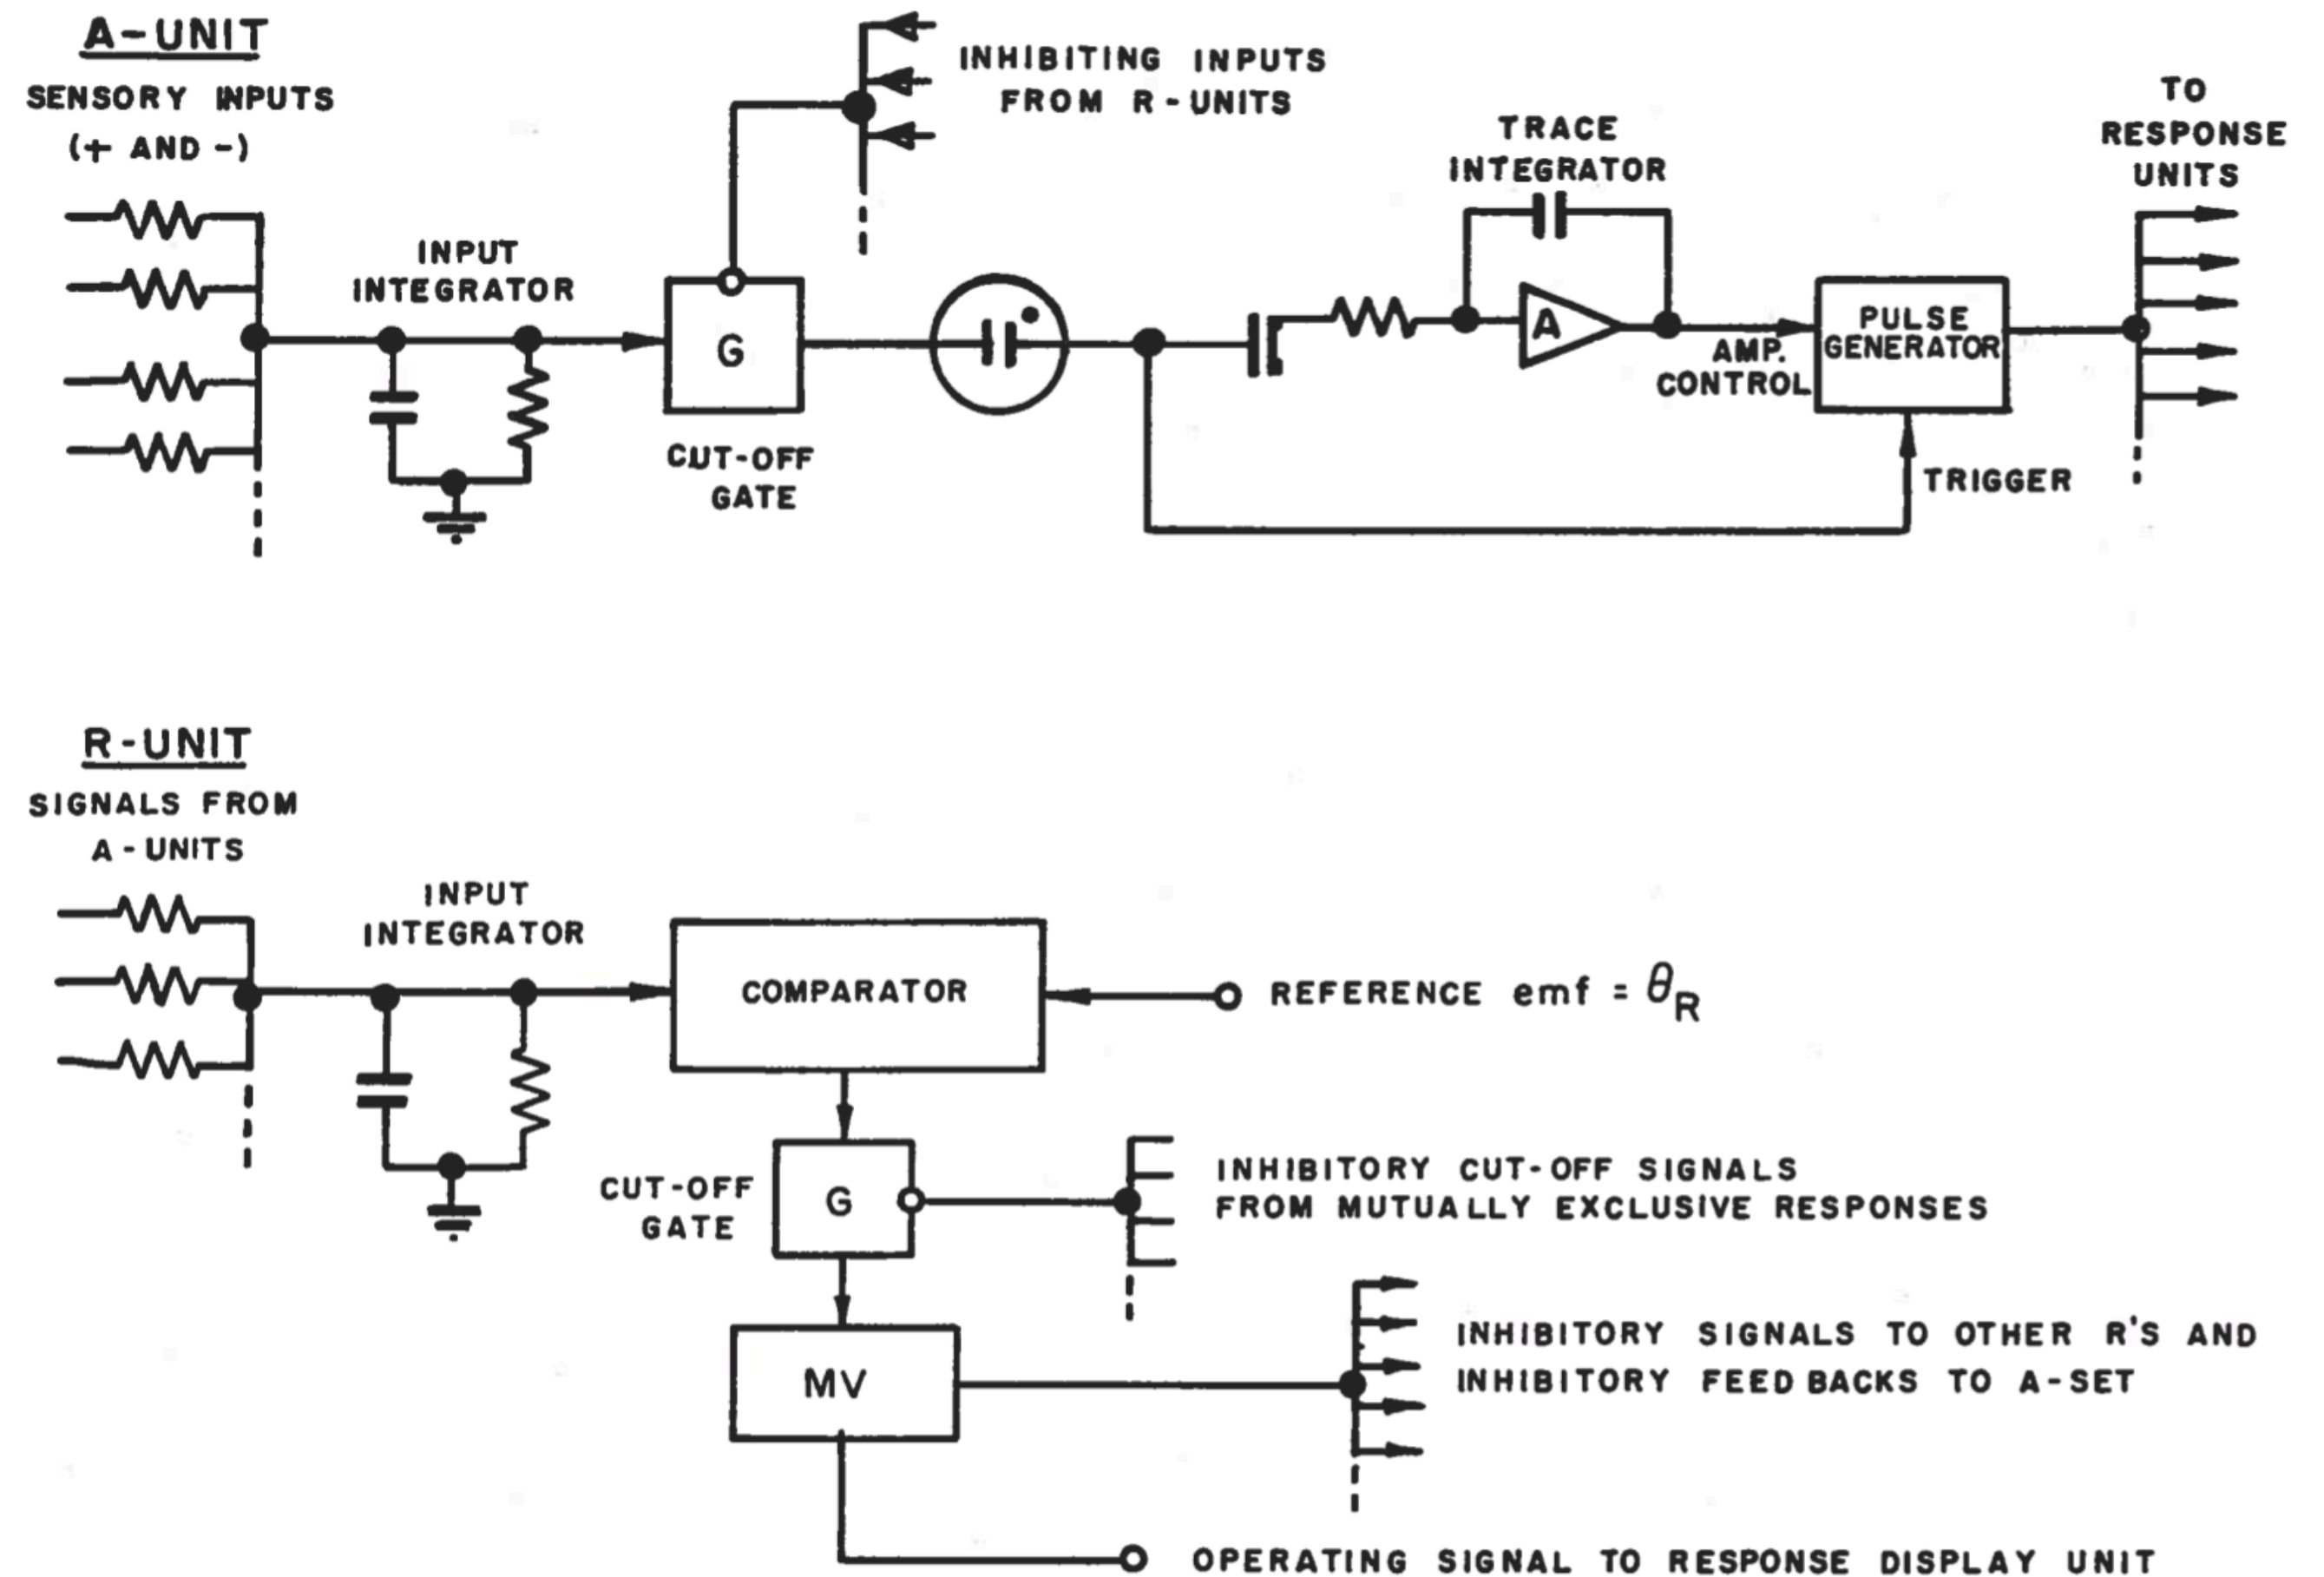 A-UNIT
SENSORY INPUTS
(+ AND -)
INPUT
INTEGRATOR
G
CUT-OFF
GATE
INHIBITING INPUTS
FROM R-UNITS
TRACE
INTEGRATOR
A
AMP.
CONTROL
PULSE
GENERATOR
TRIGGER
TO
RESPONSE
UNITS
R-UNIT
SIGNALS FROM
A-UNITS
INPUT
INTEGRATOR
COMPARATOR
REFERENCE emf = θR
CUT-OFF
GATE
G
INHIBITORY CUT-OFF SIGNALS
FROM MUTUALLY EXCLUSIVE RESPONSES
MV
INHIBITORY SIGNALS TO OTHER R'S AND
INHIBITORY FEEDBACKS TO A-SET
OPERATING SIGNAL TO RESPONSE DISPLAY UNIT